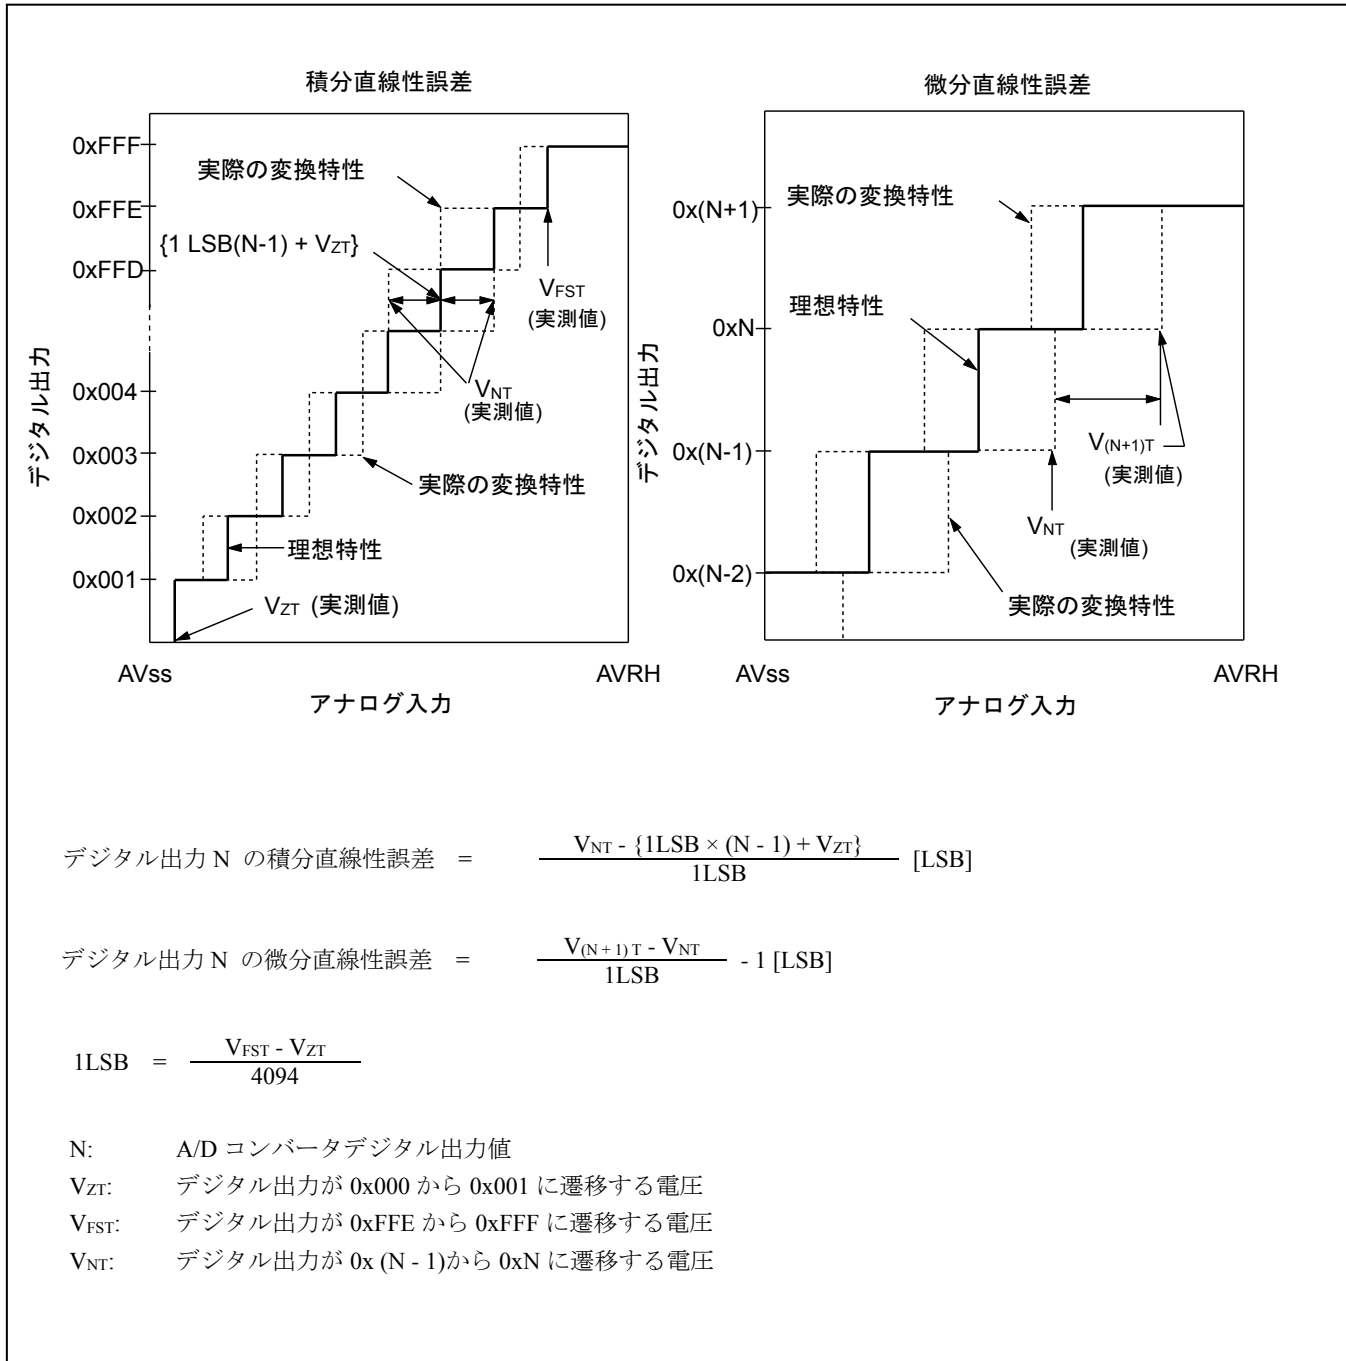 積分直線性誤差
0xFFF
0xFFE
0xFFD
0x004
0x003
0x002
0x001
デジタル出力
実際の変換特性
{1 LSB(N-1) + VZT}
VFST
(実測値)
VNT
(実測値)
実際の変換特性
理想特性
VZT (実測値)
AVss
AVRH
アナログ入力
微分直線性誤差
0x(N+1)
0xN
0x(N-1)
0x(N-2)
デジタル出力
実際の変換特性
理想特性
V(N+1)T
(実測値)
VNT
(実測値)
実際の変換特性
AVss
AVRH
アナログ入力
デジタル出力 N の積分直線性誤差 = VNT - {1LSB × (N - 1) + VZT} / 1LSB [LSB]
デジタル出力 N の微分直線性誤差 = V(N + 1) T - VNT / 1LSB - 1 [LSB]
1LSB = VFST - VZT / 4094
N: A/D コンバータデジタル出力値
VZT: デジタル出力が 0x000 から 0x001 に遷移する電圧
VFST: デジタル出力が 0xFFE から 0xFFF に遷移する電圧
VNT: デジタル出力が 0x (N - 1)から 0xN に遷移する電圧